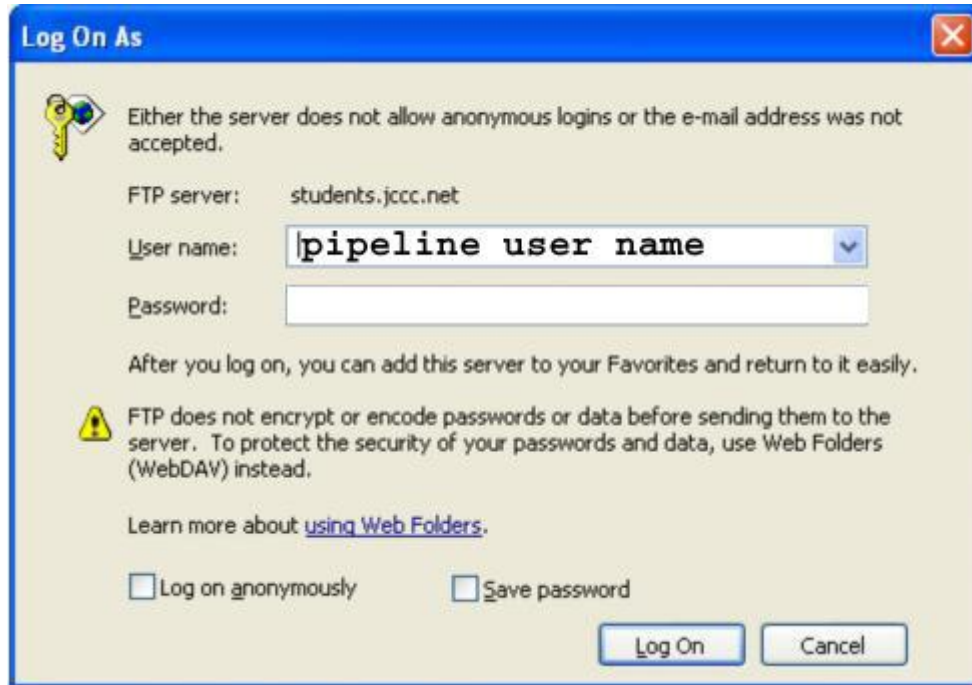 Log On As
Either the server does not allow anonymous logins or the e-mail address was not
accepted.
FTP server: students.jccc.net
User name: pipeline user name
Password:
After you log on, you can add this server to your Favorites and return to it easily.
FTP does not encrypt or encode passwords or data before sending them to the
server. To protect the security of your passwords and data, use Web Folders
(WebDAV) instead.
Learn more about using Web Folders.
Log on anonymously Save password
Log On Cancel